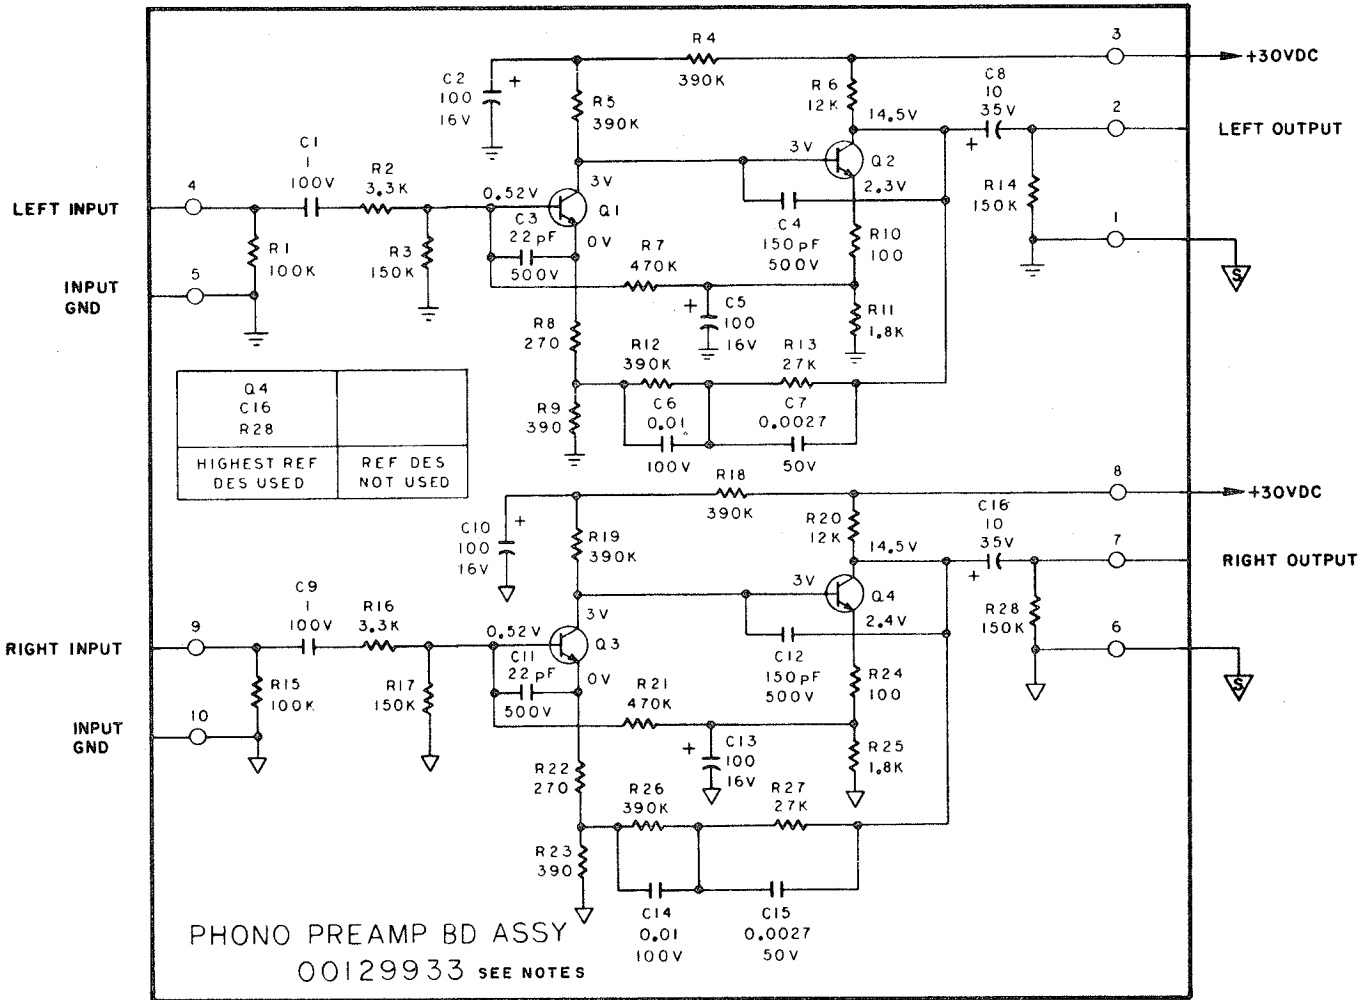 R4
390K
3
+30VDC
C2
100
16V
+
R5
390K
R6
12K
14.5V
C8
10
35V
+
2
LEFT OUTPUT
C1
1
100V
R2
3.3K
4
LEFT INPUT
0.52V
3V
Q1
3V
Q2
2.3V
R14
150K
C3
22pF
500V
0V
C4
150pF
500V
R10
100
1
S
R1
100K
R3
150K
R7
470K
5
INPUT
GND
+
C5
100
16V
R11
1.8K
R8
270
R12
390K
R13
27K
C6
0.01
100V
C7
0.0027
50V
R9
390
Q4
C16
R28
HIGHEST REF
DES USED
REF DES
NOT USED
R18
390K
8
+30VDC
C10
100
16V
+
R19
390K
R20
12K
14.5V
C16
10
35V
+
7
RIGHT OUTPUT
C9
1
100V
R16
3.3K
9
RIGHT INPUT
0.52V
3V
Q3
3V
Q4
2.4V
R28
150K
C11
22pF
500V
0V
C12
150pF
500V
R24
100
6
S
R15
100K
R17
150K
R21
470K
10
INPUT
GND
+
C13
100
16V
R25
1.8K
R22
270
R26
390K
R27
27K
R23
390
C14
0.01
100V
C15
0.0027
50V
PHONO PREAMP BD ASSY
00129933 SEE NOTES